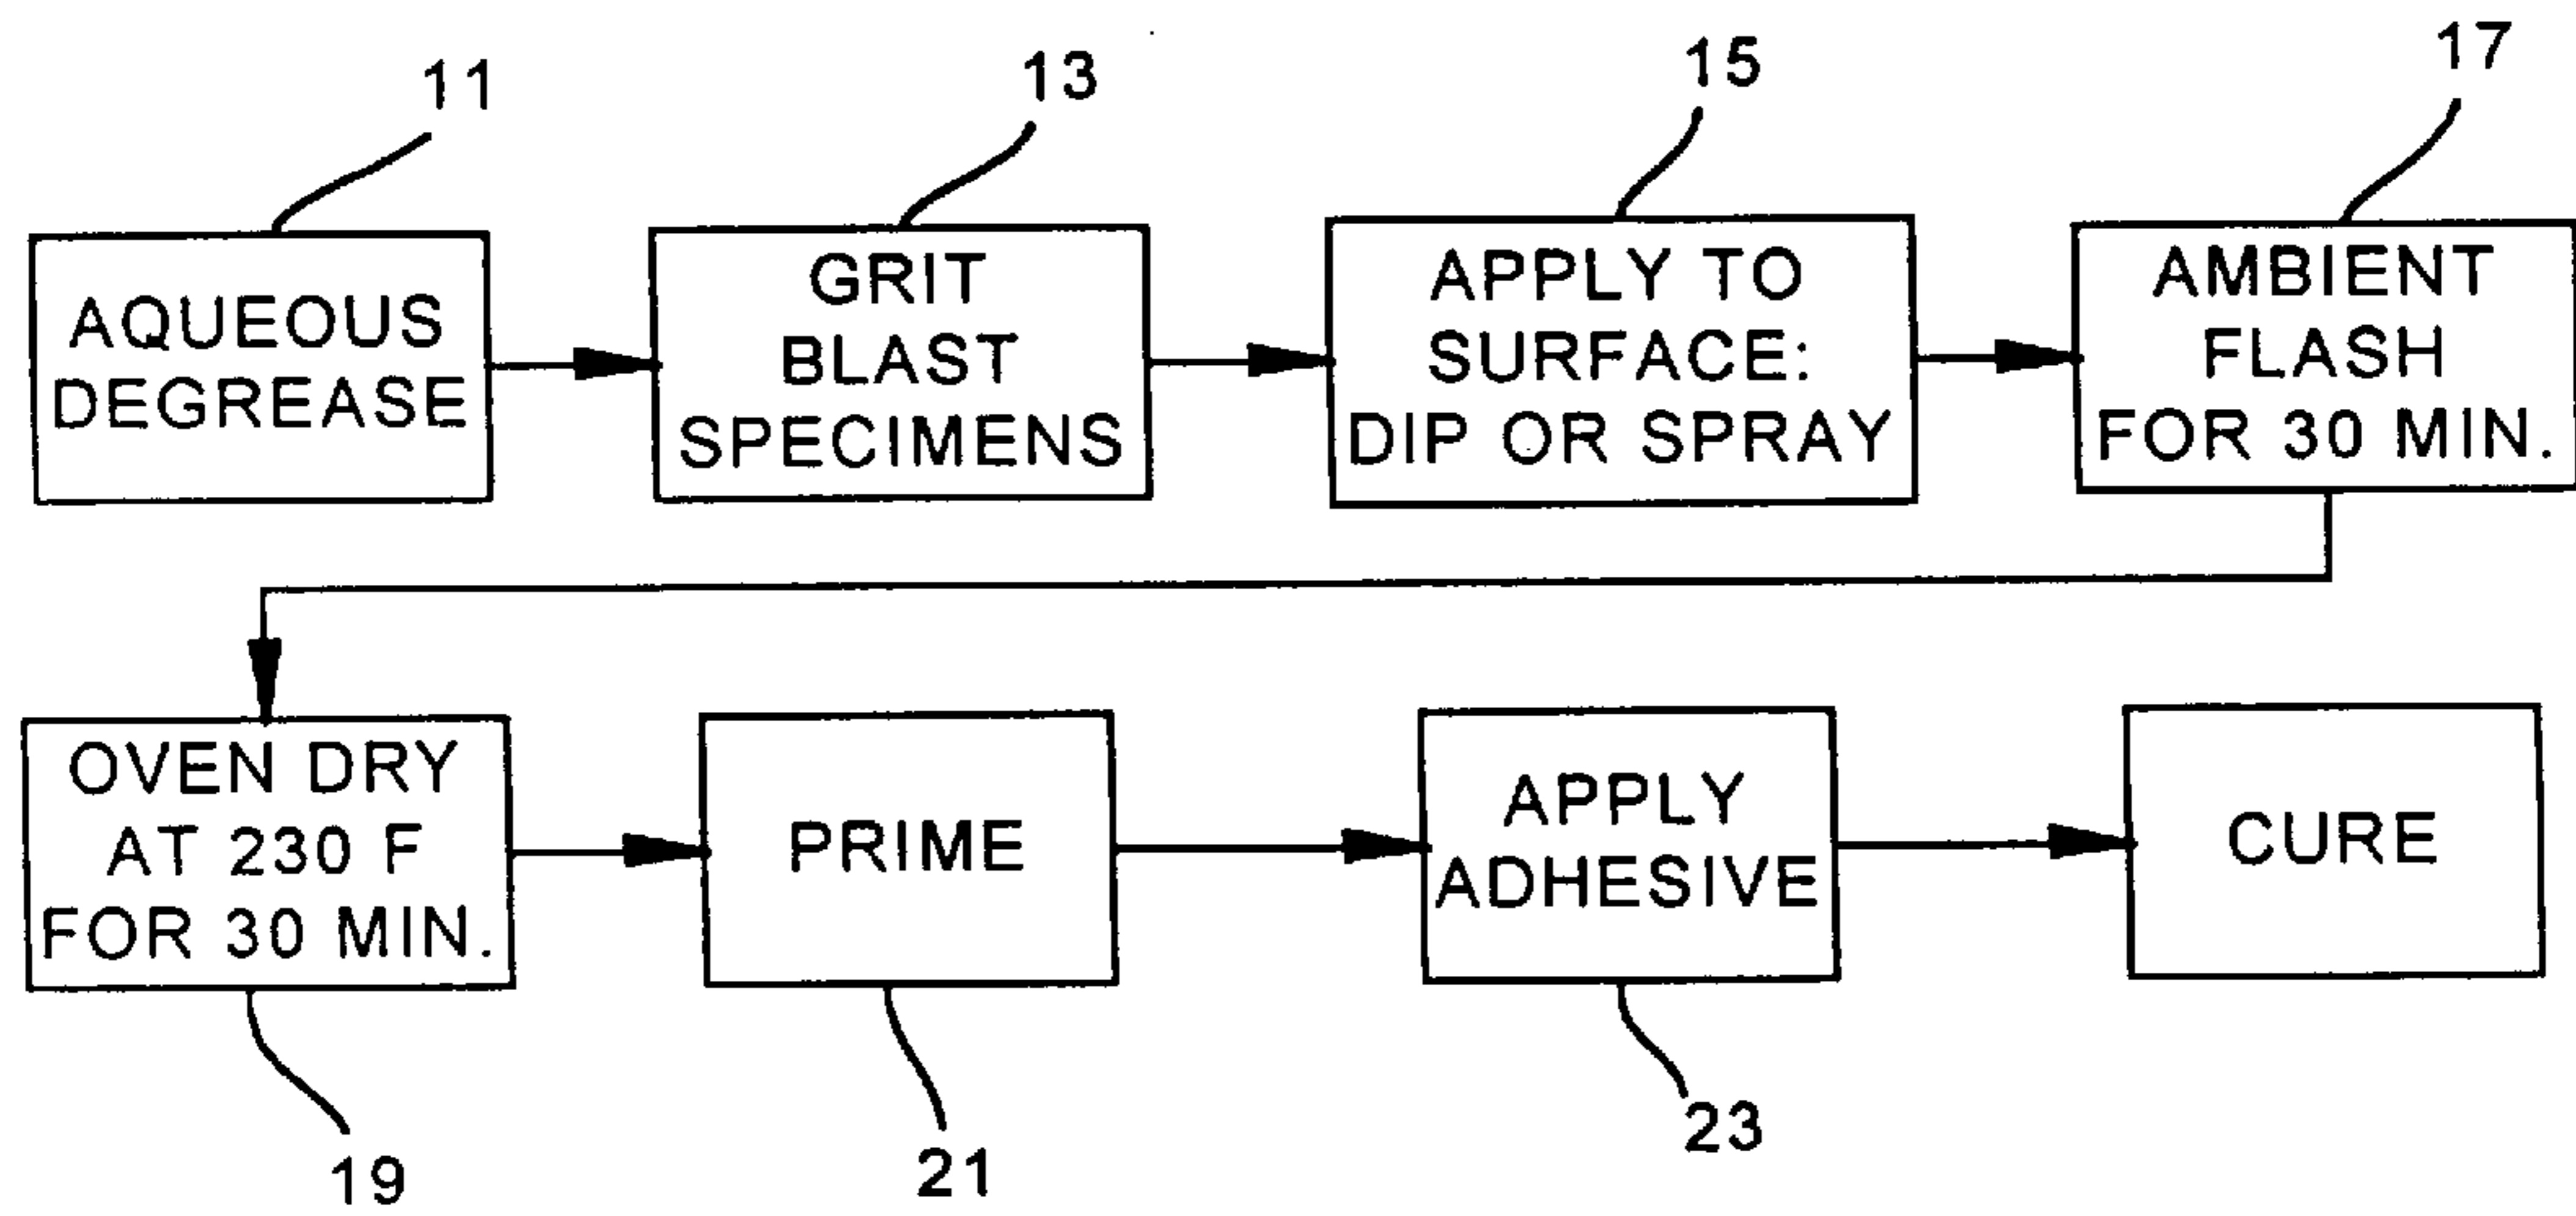 11
13
15
17
AQUEOUS
DEGREASE
GRIT
BLAST
SPECIMENS
APPLY TO
SURFACE:
DIP OR SPRAY
AMBIENT
FLASH
FOR 30 MIN.
OVEN DRY
AT 230 F
FOR 30 MIN.
PRIME
APPLY
ADHESIVE
CURE
19
21
23